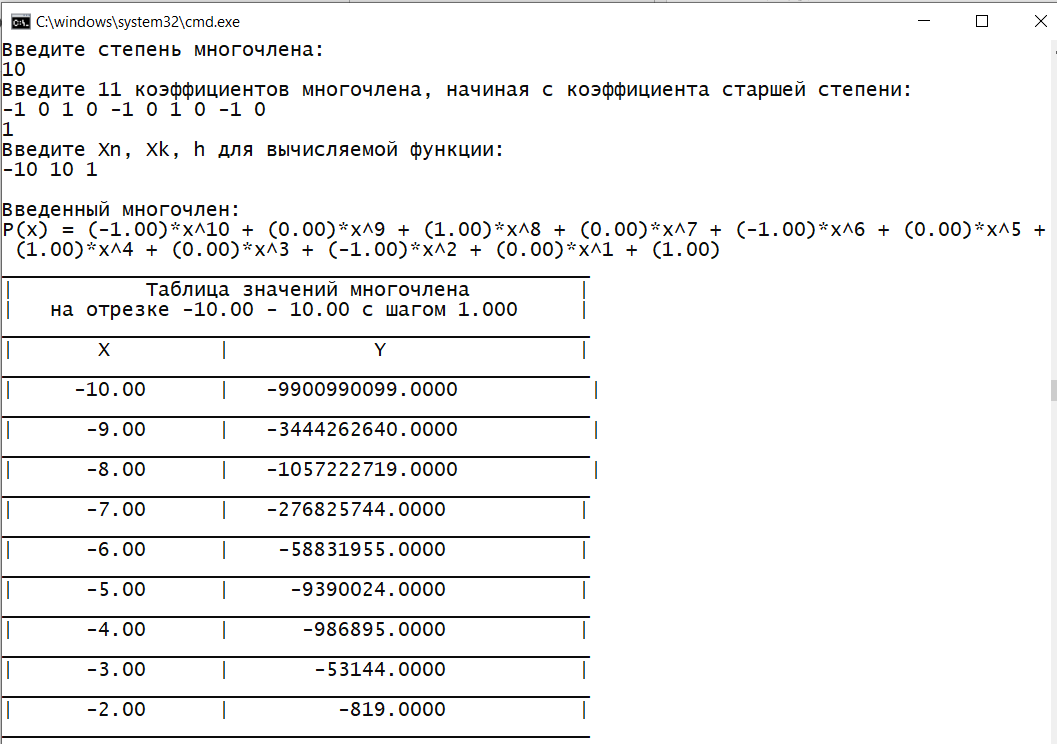 C:\windows\system32\cmd.exe
Введите степень многочлена:
10
Введите 11 коэффициентов многочлена, начиная с коэффициента старшей степени:
-1 0 1 0 -1 0 1 0 -1 0
1
Введите Xn, Xk, h для вычисляемой функции:
-10 10 1
Введенный многочлен:
P(x) = (-1.00)*x^10 + (0.00)*x^9 + (1.00)*x^8 + (0.00)*x^7 + (-1.00)*x^6 + (0.00)*x^5 +
(1.00)*x^4 + (0.00)*x^3 + (-1.00)*x^2 + (0.00)*x^1 + (1.00)
| Таблица значений многочлена |
| на отрезке -10.00 - 10.00 с шагом 1.000 |
| X | Y |
| -10.00 | -9900990099.0000 |
| -9.00 | -3444262640.0000 |
| -8.00 | -1057222719.0000 |
| -7.00 | -276825744.0000 |
| -6.00 | -58831955.0000 |
| -5.00 | -9390024.0000 |
| -4.00 | -986895.0000 |
| -3.00 | -53144.0000 |
| -2.00 | -819.0000 |